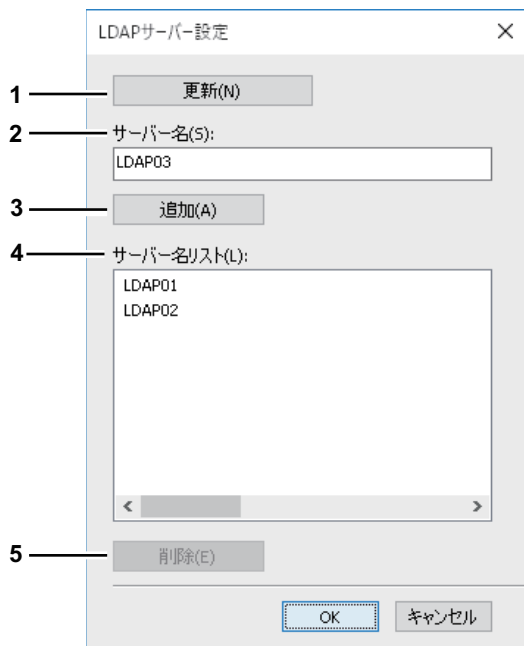 LDAPサーバー設定
1
更新(N)
2
サーバー名(S):
LDAP03
3
追加(A)
4
サーバー名リスト(L):
LDAP01
LDAP02
5
削除(E)
OK
キャンセル